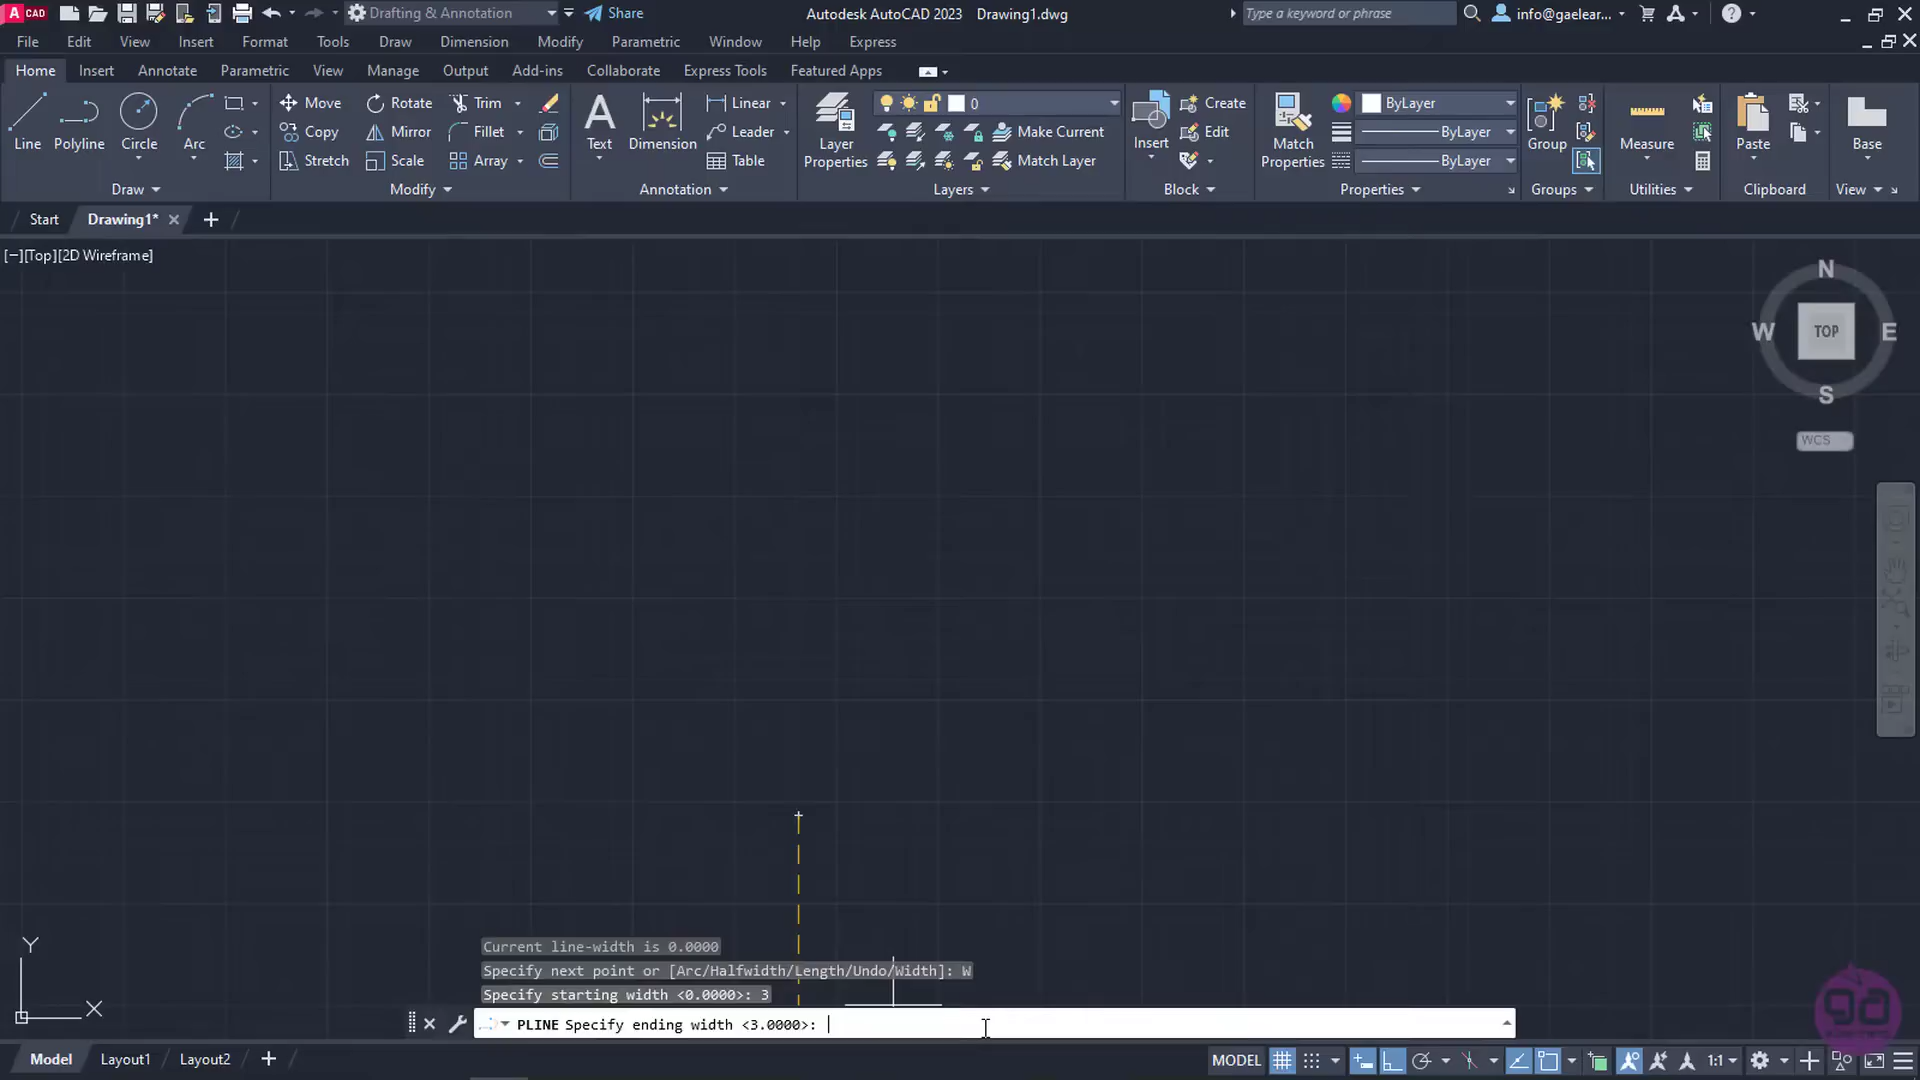 CAD Drafting & Annotation Share Autodesk AutoCAD 2023 Drawing1.dwg Type a keyword or phrase info@gaelear...
File Edit View Insert Format Tools Draw Dimension Modify Parametric Window Help Express
Home Insert Annotate Parametric View Manage Output Add-ins Collaborate Express Tools Featured Apps
Move Rotate Trim Linear 0 Create ByLayer
Line Polyline Circle Arc Copy Mirror Fillet Text Dimension Leader Layer Properties Make Current Insert Edit Match Properties ByLayer Group Measure Paste Base
Stretch Scale Array Table Match Layer ByLayer
Draw Modify Annotation Layers Block Properties Groups Utilities Clipboard View
Start Drawing1*
[−][Top][2D Wireframe]
N
W TOP E
S
WCS
Y
X
Current line-width is 0.0000
Specify next point or [Arc/Halfwidth/Length/Undo/Width]: W
Specify starting width <0.0000>: 3
PLINE Specify ending width <3.0000>:
ga
Model Layout1 Layout2 MODEL 1:1